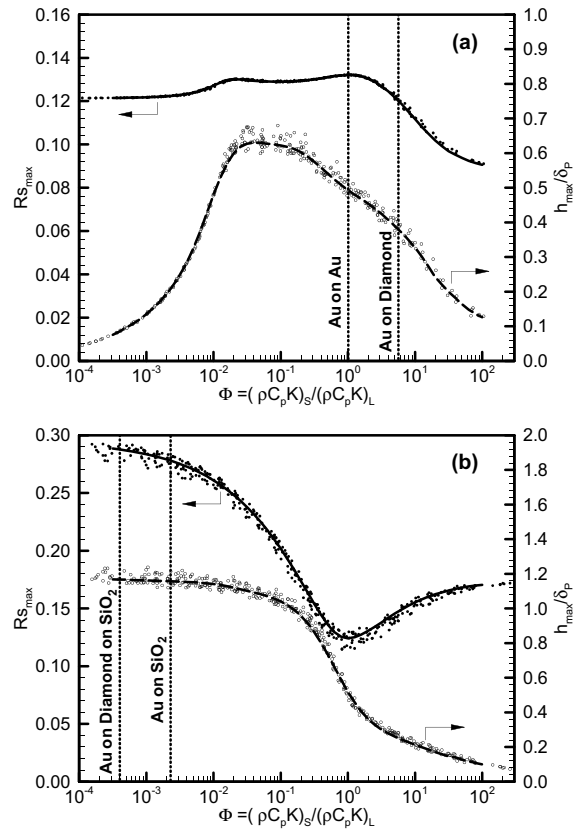 (a)
0.16
0.14
0.12
0.10
0.08
0.06
0.04
0.02
0.00
Rs_max
1.0
0.9
0.8
0.7
0.6
0.5
0.4
0.3
0.2
0.1
0.0
h_max/δ_P
Au on Au
Au on Diamond
10^-4 10^-3 10^-2 10^-1 10^0 10^1 10^2
Φ =( ρC_pK)_S/(ρC_pK)_L
(b)
0.30
0.25
0.20
0.15
0.10
0.05
0.00
Rs_max
2.0
1.8
1.6
1.4
1.2
1.0
0.8
0.6
0.4
0.2
0.0
h_max/δ_P
Au on Diamond on SiO_2
Au on SiO_2
10^-4 10^-3 10^-2 10^-1 10^0 10^1 10^2
Φ =( ρC_pK)_S/(ρC_pK)_L